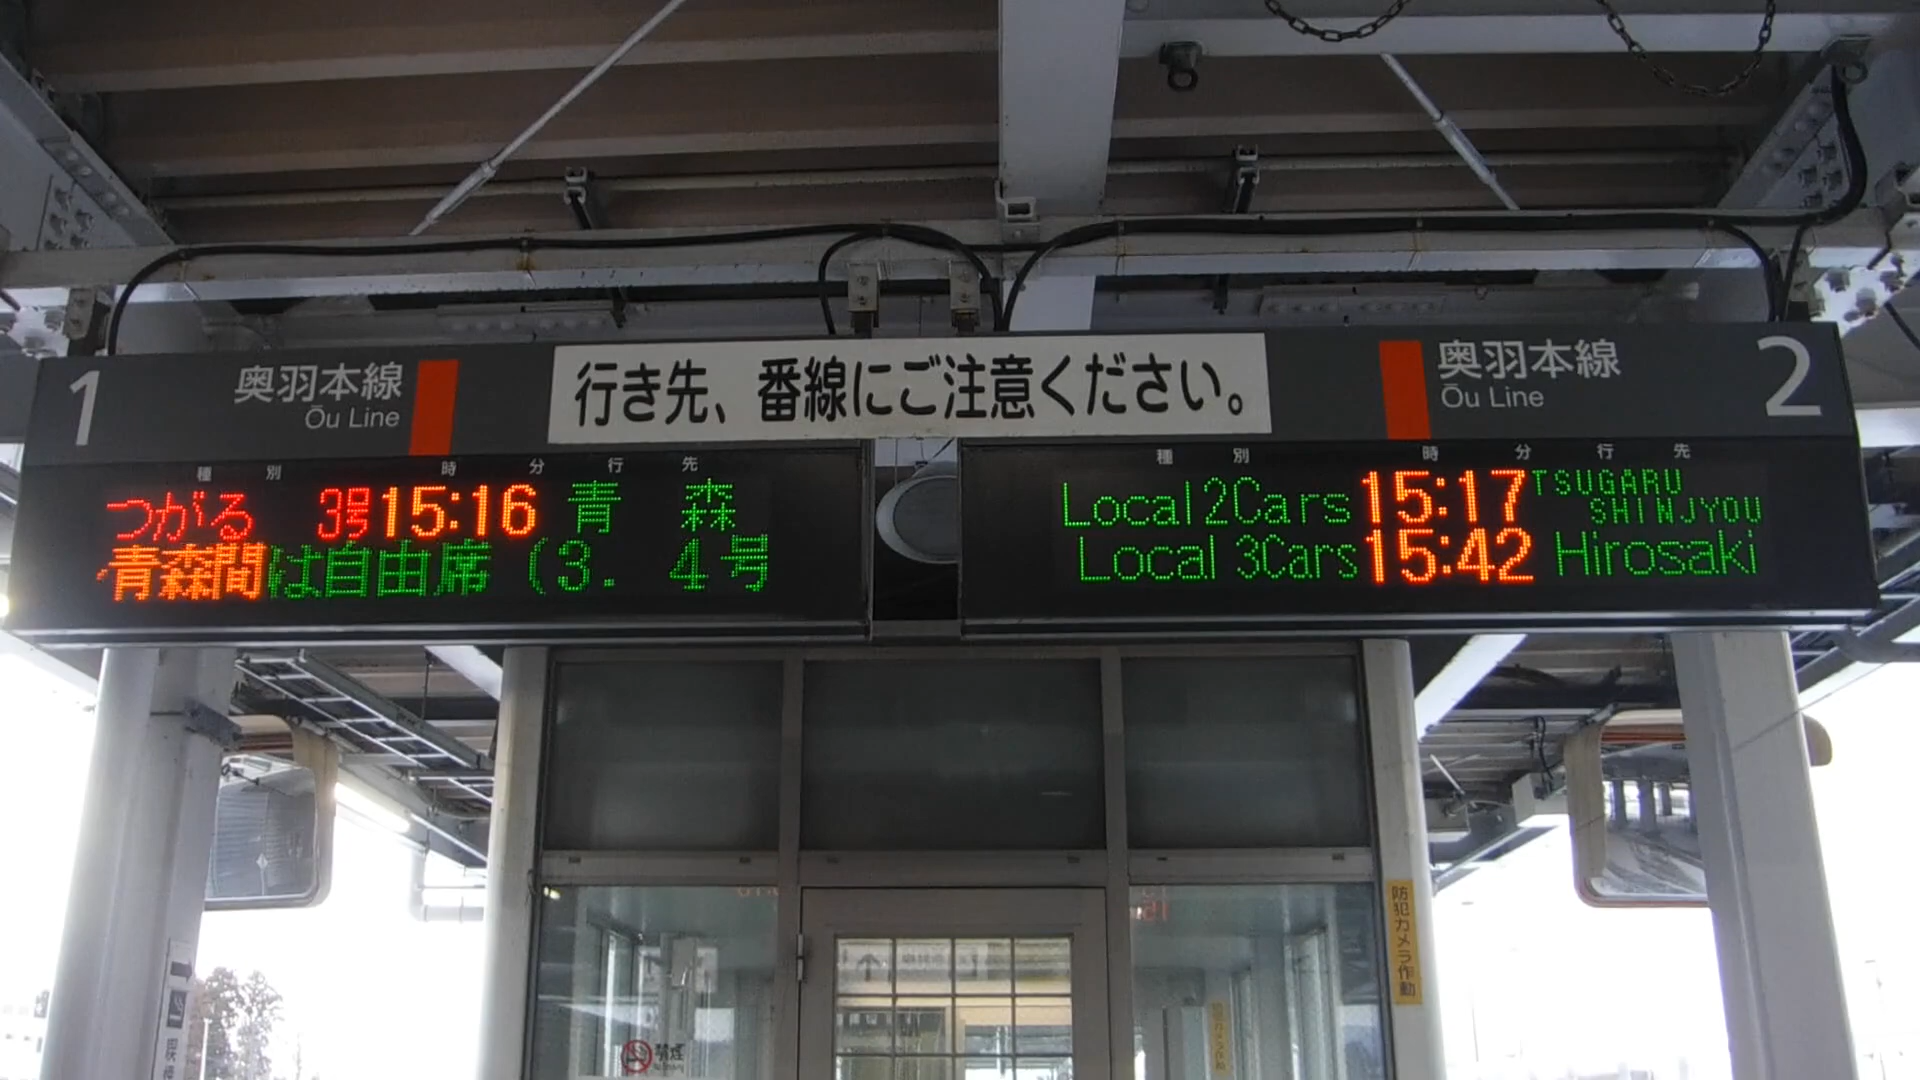 1
奥羽本線
Ōu Line
行き先、番線にご注意ください。
奥羽本線
Ōu Line
2
種 別 時 分 行 先
つがる 3号 15:16 青 森
青森間は自由席（3．4号
種 別 時 分 行 先
Local 2Cars 15:17 TSUGARU SHINJYOU
Local 3Cars 15:42 Hirosaki
防犯カメラ作動
禁煙